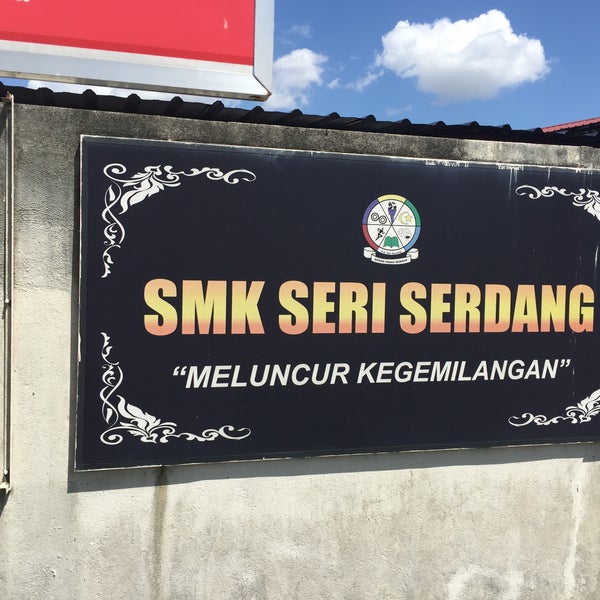 SMK SERI SERDANG
“MELUNCUR KEGEMILANGAN”